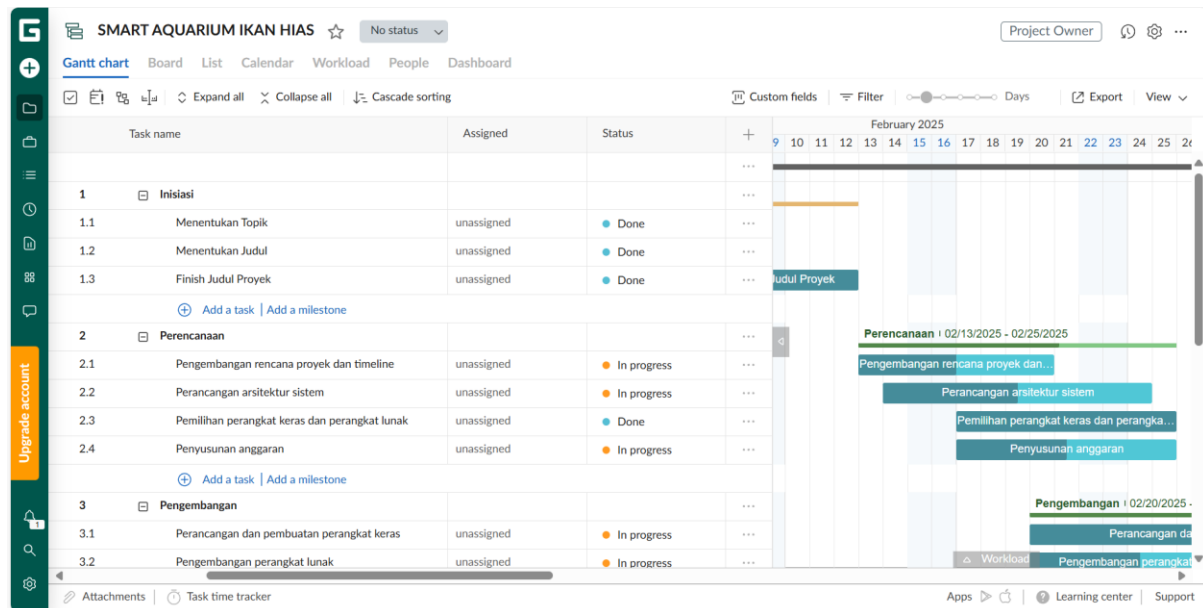 SMART AQUARIUM IKAN HIAS No status Project Owner
Gantt chart Board List Calendar Workload People Dashboard
Expand all Collapse all Cascade sorting Custom fields Filter Days Export View
Task name Assigned Status
February 2025
9 10 11 12 13 14 15 16 17 18 19 20 21 22 23 24 25 26
1 Inisiasi
1.1 Menentukan Topik unassigned Done
1.2 Menentukan Judul unassigned Done
1.3 Finish Judul Proyek unassigned Done
Judul Proyek
Add a task | Add a milestone
2 Perencanaan
Perencanaan 02/13/2025 - 02/25/2025
2.1 Pengembangan rencana proyek dan timeline unassigned In progress
Pengembangan rencana proyek dan...
2.2 Perancangan arsitektur sistem unassigned In progress
Perancangan arsitektur sistem
2.3 Pemilihan perangkat keras dan perangkat lunak unassigned Done
Pemilihan perangkat keras dan perangka...
2.4 Penyusunan anggaran unassigned In progress
Penyusunan anggaran
Add a task | Add a milestone
3 Pengembangan
Pengembangan 02/20/2025 -
3.1 Perancangan dan pembuatan perangkat keras unassigned In progress
Perancangan da
3.2 Pengembangan perangkat lunak unassigned In progress
Workload
Pengembangan perangkat
Upgrade account
1
Attachments Task time tracker Apps Learning center Support